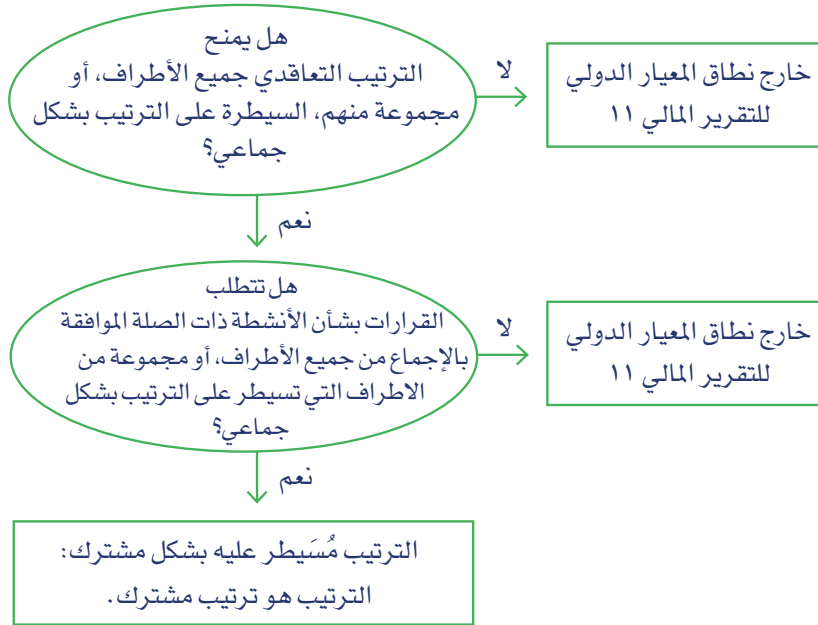 هل يمنح
الترتيب التعاقدي جميع الأطراف، أو
مجموعة منهم، السيطرة على الترتيب بشكل
جماعي؟
لا
خارج نطاق المعيار الدولي
للتقرير المالي ١١
نعم
هل تتطلب
القرارات بشأن الأنشطة ذات الصلة الموافقة
بالإجماع من جميع الأطراف، أو مجموعة من
الاطراف التي تسيطر على الترتيب بشكل
جماعي؟
لا
خارج نطاق المعيار الدولي
للتقرير المالي ١١
نعم
الترتيب مُسَيطر عليه بشكل مشترك:
الترتيب هو ترتيب مشترك.